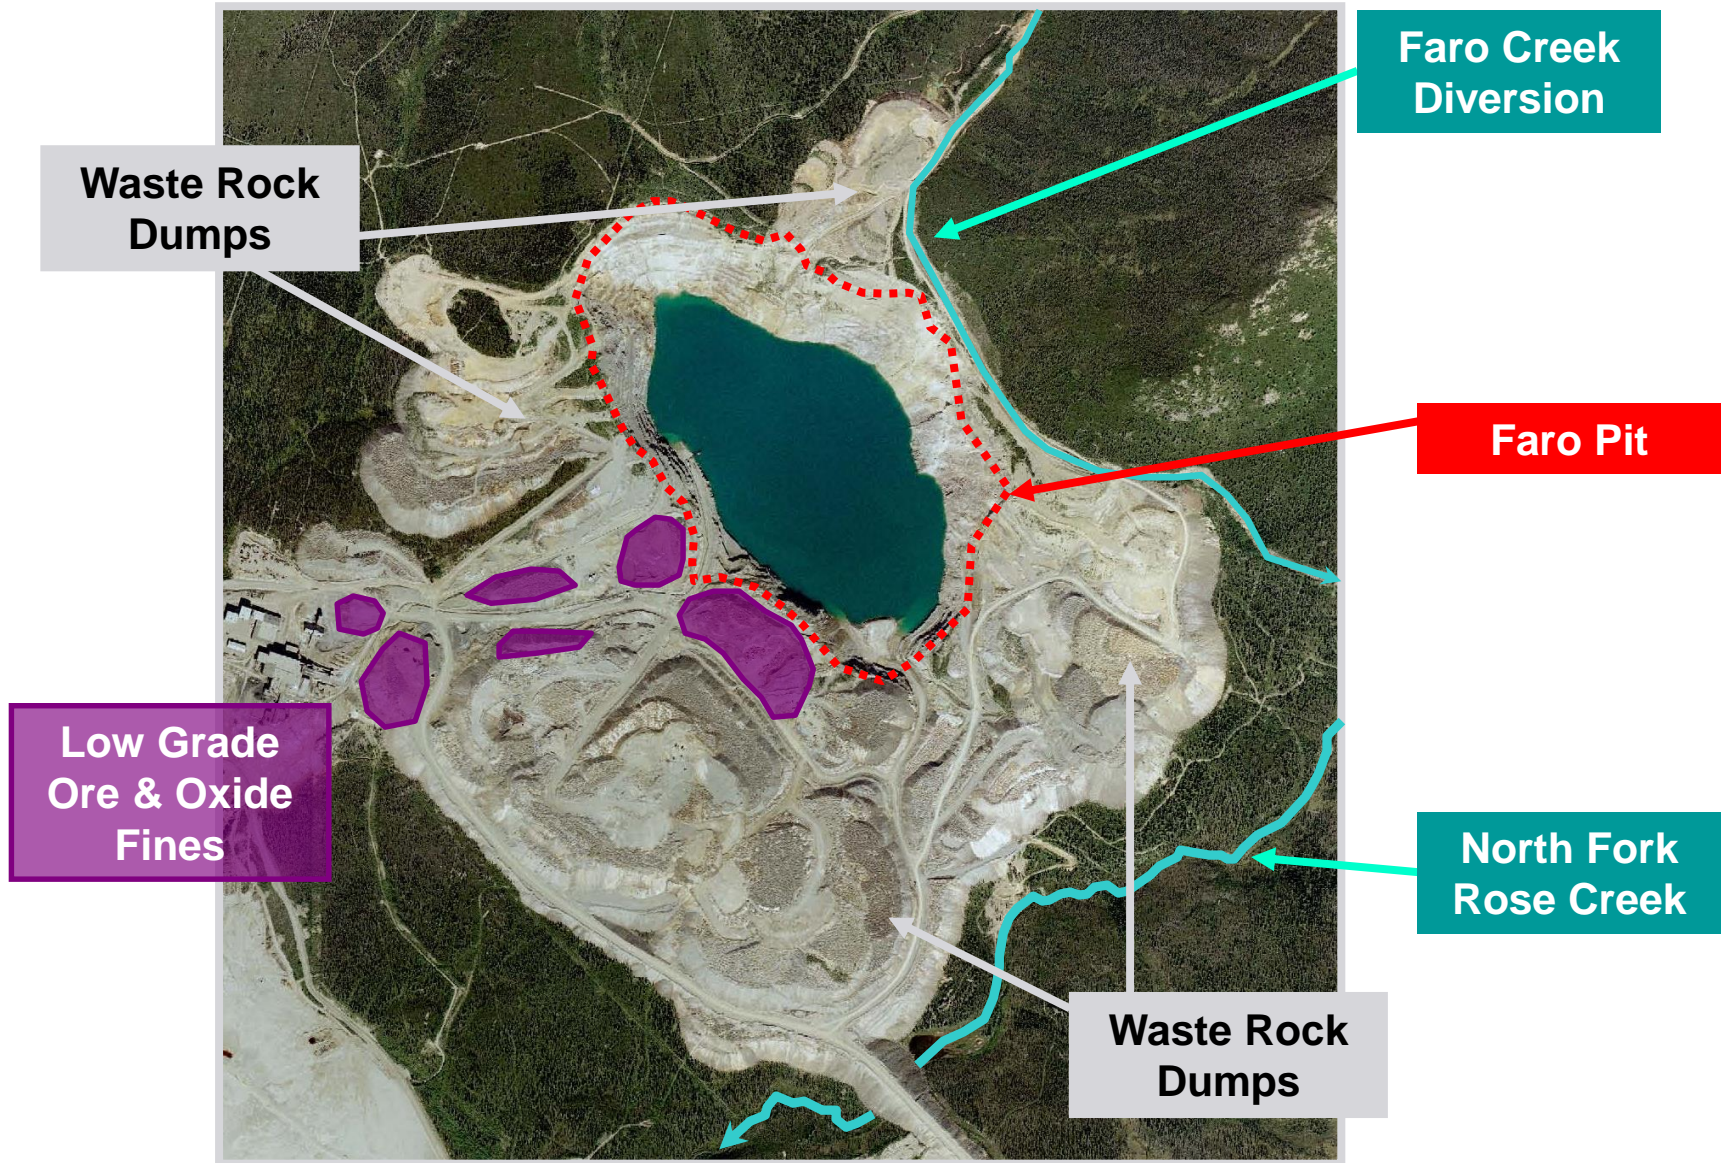 Faro Creek
Diversion
Waste Rock
Dumps
Faro Pit
Low Grade
Ore & Oxide
Fines
North Fork
Rose Creek
Waste Rock
Dumps